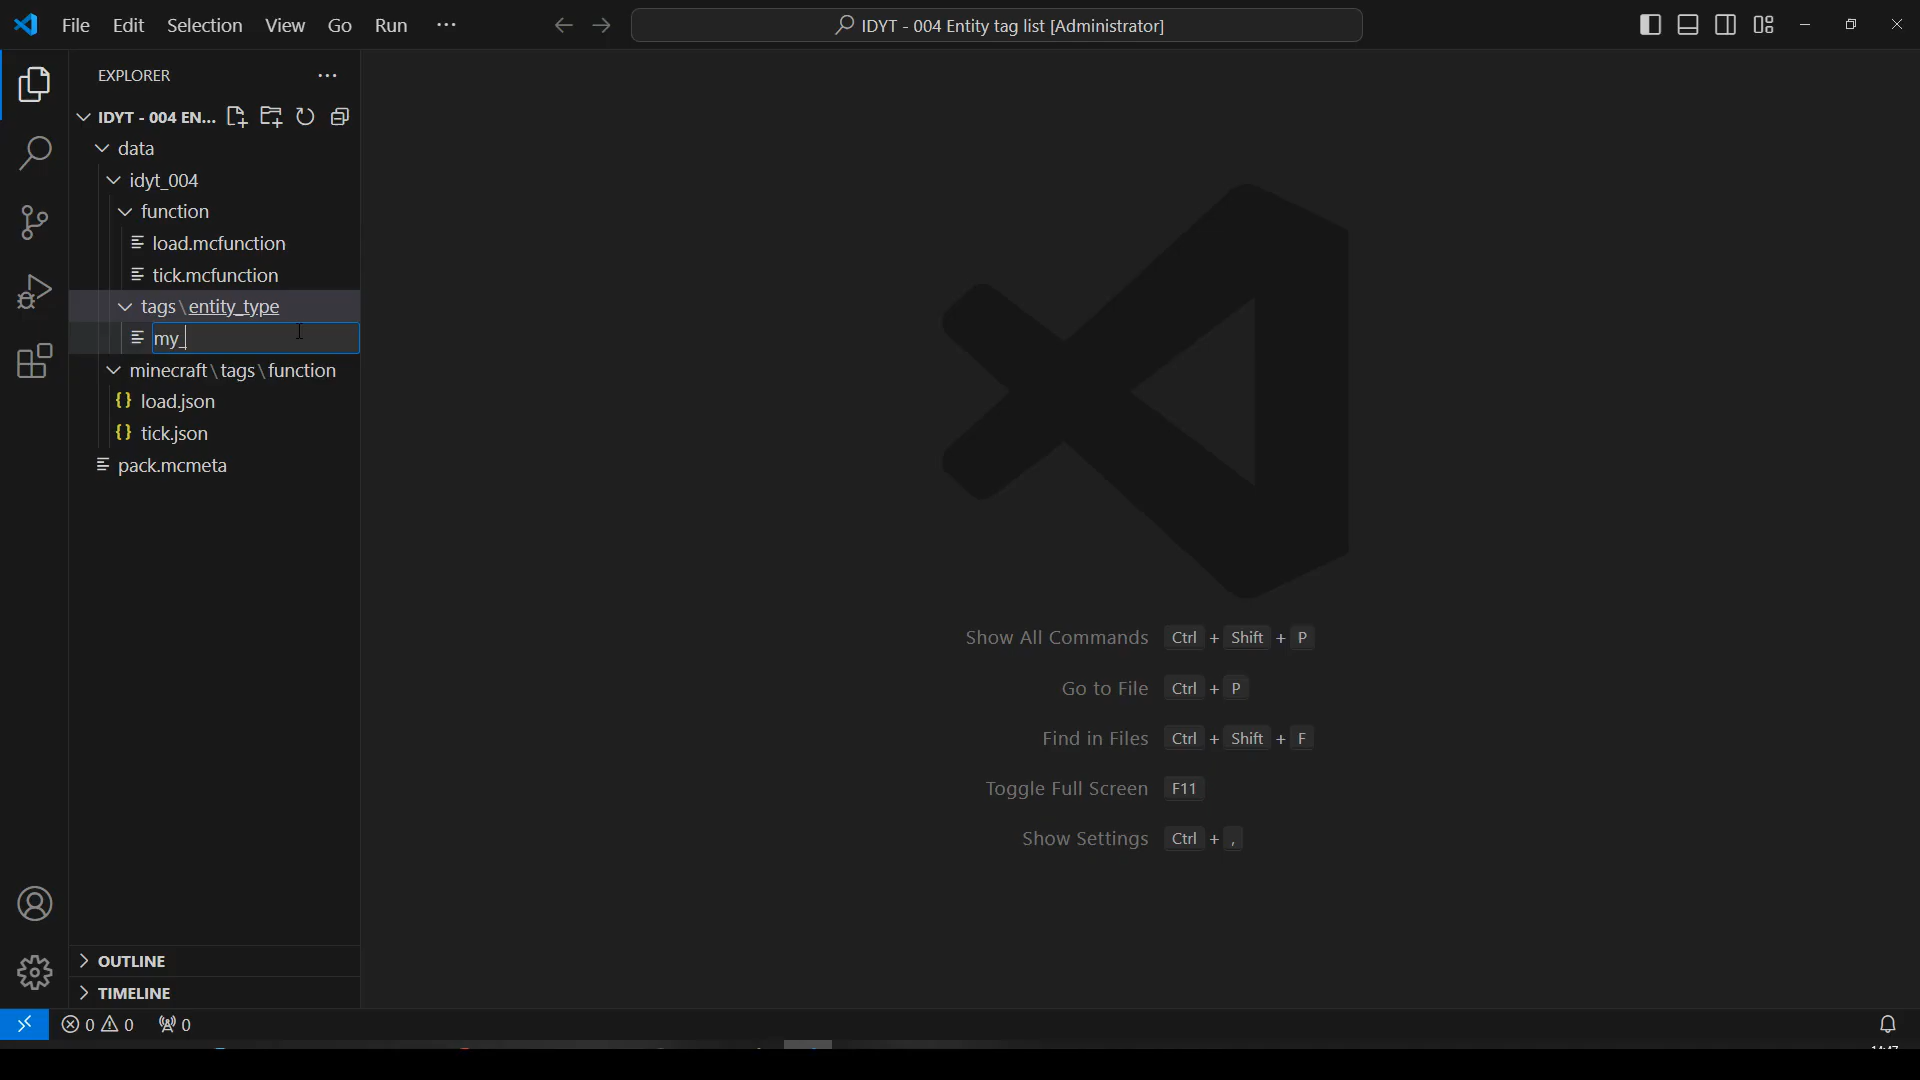 File Edit Selection View Go Run ···
IDYT - 004 Entity tag list [Administrator]
EXPLORER
IDYT - 004 EN...
data
idyt_004
function
load.mcfunction
tick.mcfunction
tags\entity_type
my_
minecraft\tags\function
load.json
tick.json
pack.mcmeta
Show All Commands Ctrl + Shift + P
Go to File Ctrl + P
Find in Files Ctrl + Shift + F
Toggle Full Screen F11
Show Settings Ctrl + ,
OUTLINE
TIMELINE
0 0 0